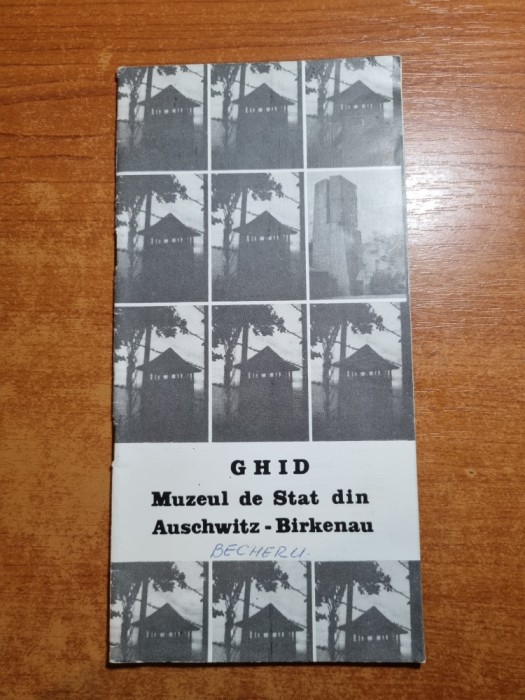 GHID
Muzeul de Stat din
Auschwitz - Birkenau
BECHERU.